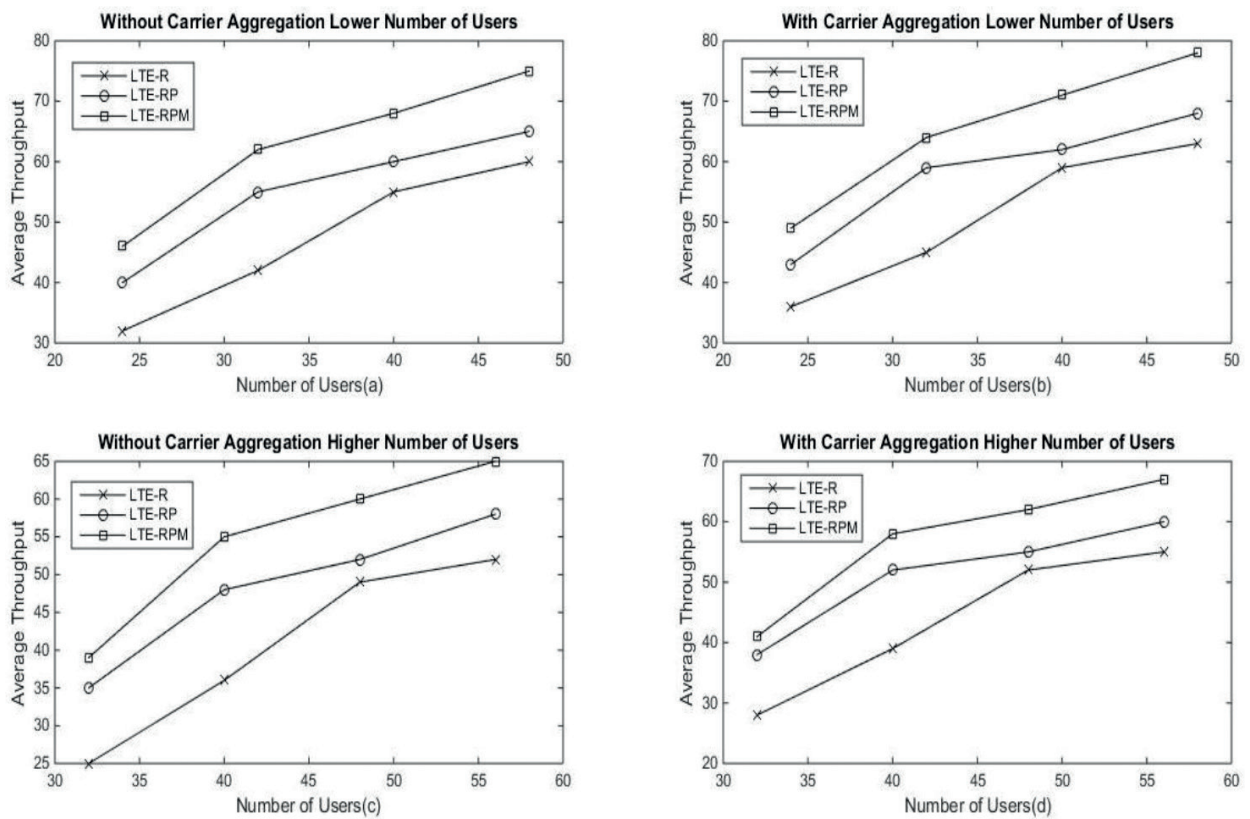 Without Carrier Aggregation Lower Number of Users
80
70
60
50
40
30
20 25 30 35 40 45 50
Average Throughput
Number of Users(a)
LTE-R
LTE-RP
LTE-RPM
With Carrier Aggregation Lower Number of Users
80
70
60
50
40
30
20 25 30 35 40 45 50
Average Throughput
Number of Users(b)
LTE-R
LTE-RP
LTE-RPM
Without Carrier Aggregation Higher Number of Users
65
60
55
50
45
40
35
30
25
30 35 40 45 50 55 60
Average Throughput
Number of Users(c)
LTE-R
LTE-RP
LTE-RPM
With Carrier Aggregation Higher Number of Users
70
60
50
40
30
20
30 35 40 45 50 55 60
Average Throughput
Number of Users(d)
LTE-R
LTE-RP
LTE-RPM